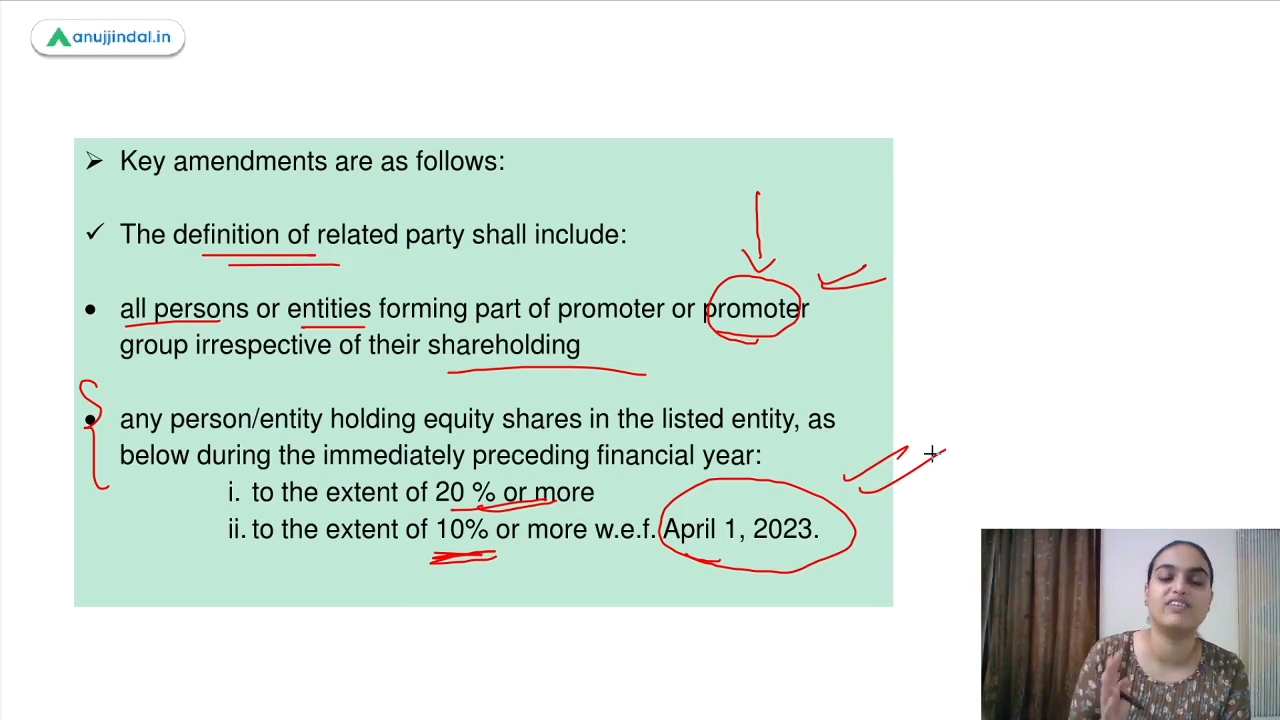 anujjindal.in
➢ Key amendments are as follows:
✓ The definition of related party shall include:
• all persons or entities forming part of promoter or promoter
group irrespective of their shareholding
• any person/entity holding equity shares in the listed entity, as
below during the immediately preceding financial year:
i. to the extent of 20 % or more
ii. to the extent of 10% or more w.e.f. April 1, 2023.